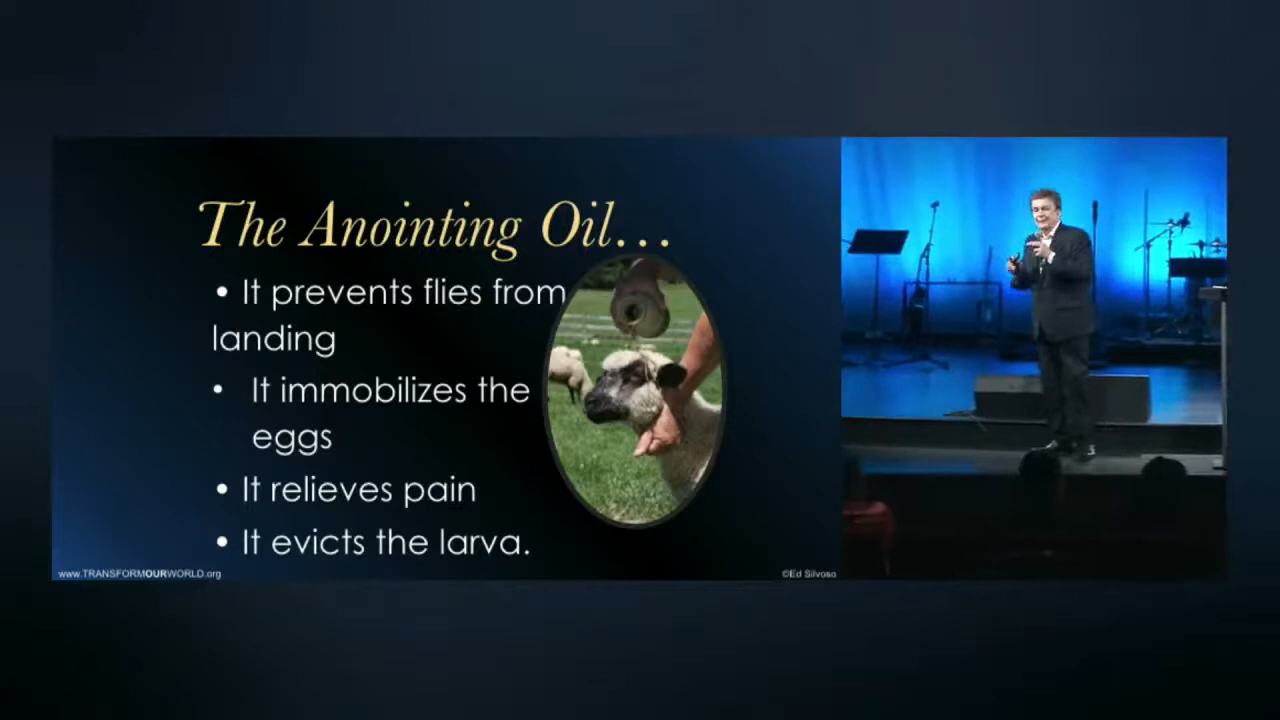 The Anointing Oil...
• It prevents flies from
landing
• It immobilizes the
eggs
• It relieves pain
• It evicts the larva.
www.TRANSFORMOURWORLD.org
©Ed Silvoso